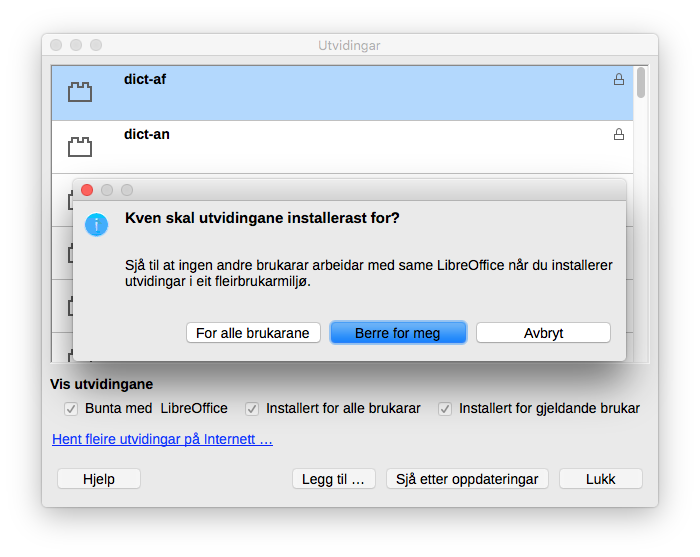 Utvidingar
dict-af
dict-an
Kven skal utvidingane installerast for?
Sjå til at ingen andre brukarar arbeidar med same LibreOffice når du installerer
utvidingar i eit fleirbrukarmiljø.
For alle brukarane
Berre for meg
Avbryt
Vis utvidingane
Bunta med  LibreOffice
Installert for alle brukarar
Installert for gjeldande brukar
Hent fleire utvidingar på Internett …
Hjelp
Legg til …
Sjå etter oppdateringar
Lukk